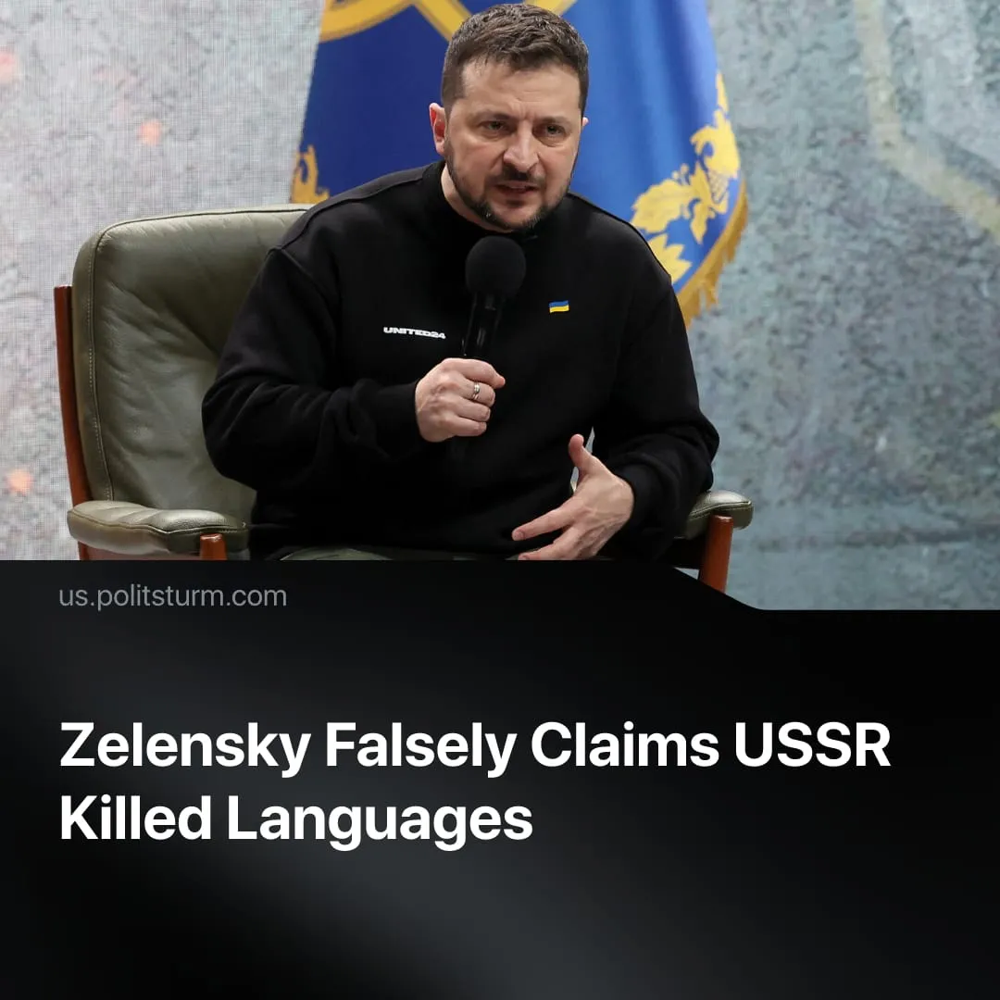 UNITED24
us.politsturm.com
Zelensky Falsely Claims USSR
Killed Languages